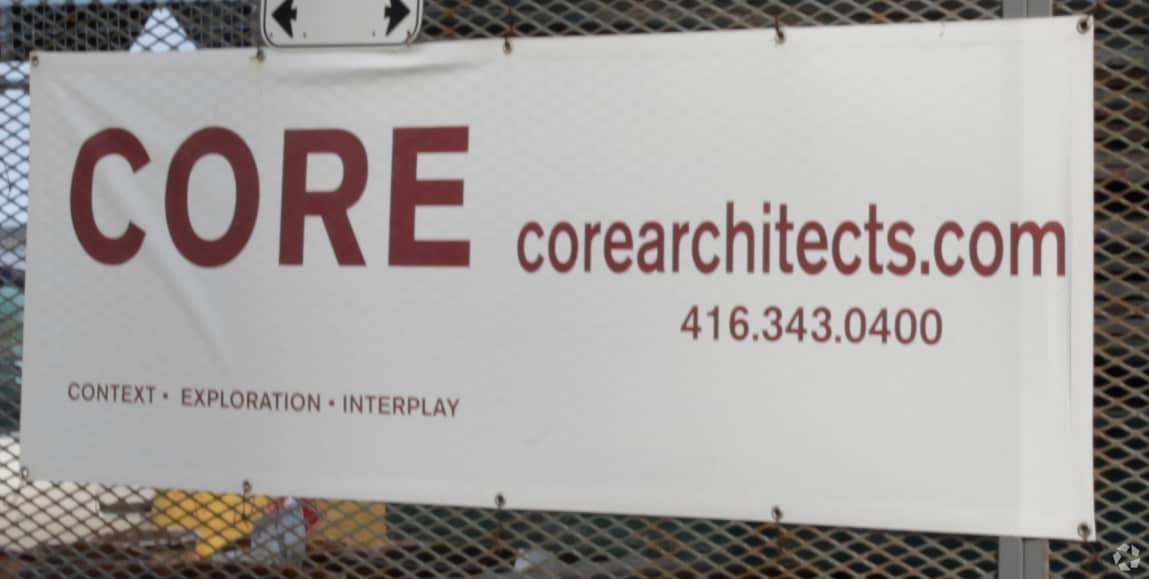 CORE
corearchitects.com
416.343.0400
CONTEXT • EXPLORATION • INTERPLAY